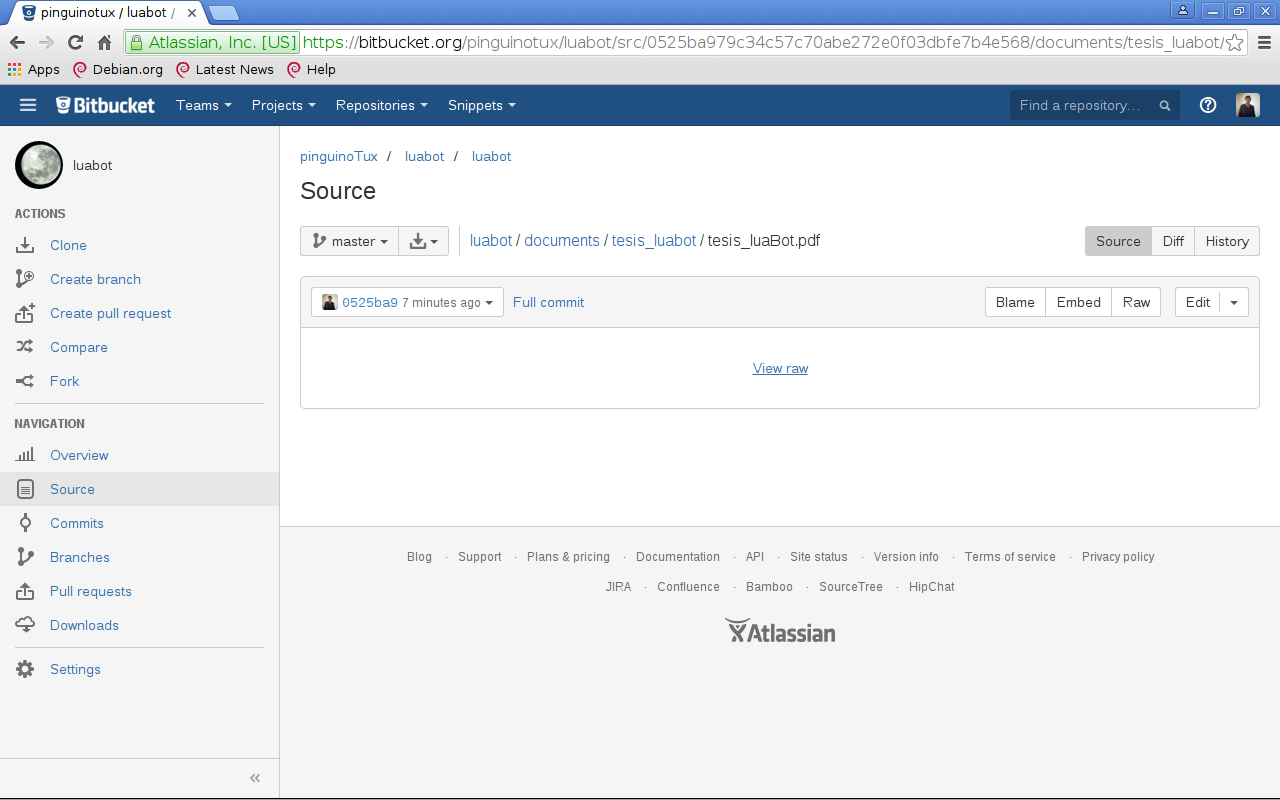 pinguinotux / luabot /
Atlassian, Inc. [US] https://bitbucket.org/pinguinotux/luabot/src/0525ba979c34c57c70abe272e0f03dbfe7b4e568/documents/tesis_luabot/
Apps Debian.org Latest News Help
Bitbucket Teams Projects Repositories Snippets Find a repository...
luabot
ACTIONS
Clone
Create branch
Create pull request
Compare
Fork
NAVIGATION
Overview
Source
Commits
Branches
Pull requests
Downloads
Settings
pinguinoTux / luabot / luabot
Source
master luabot / documents / tesis_luabot / tesis_luaBot.pdf Source Diff History
0525ba9 7 minutes ago Full commit Blame Embed Raw Edit
View raw
Blog · Support · Plans & pricing · Documentation · API · Site status · Version info · Terms of service · Privacy policy
JIRA · Confluence · Bamboo · SourceTree · HipChat
Atlassian